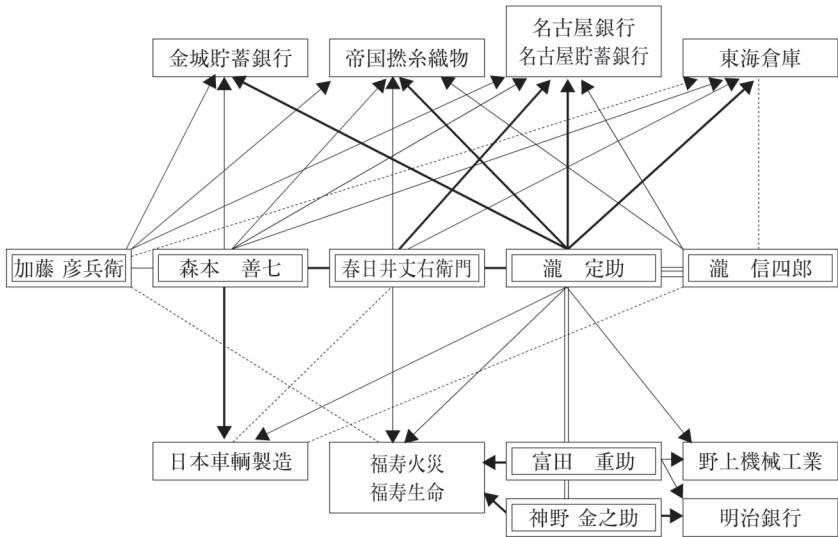 金城貯蓄銀行
帝国撚糸織物
名古屋銀行
名古屋貯蓄銀行
東海倉庫
加藤 彦兵衛
森本　善七
春日井丈右衛門
瀧　定助
瀧　信四郎
日本車輌製造
福寿火災
福寿生命
富田　重助
神野 金之助
野上機械工業
明治銀行